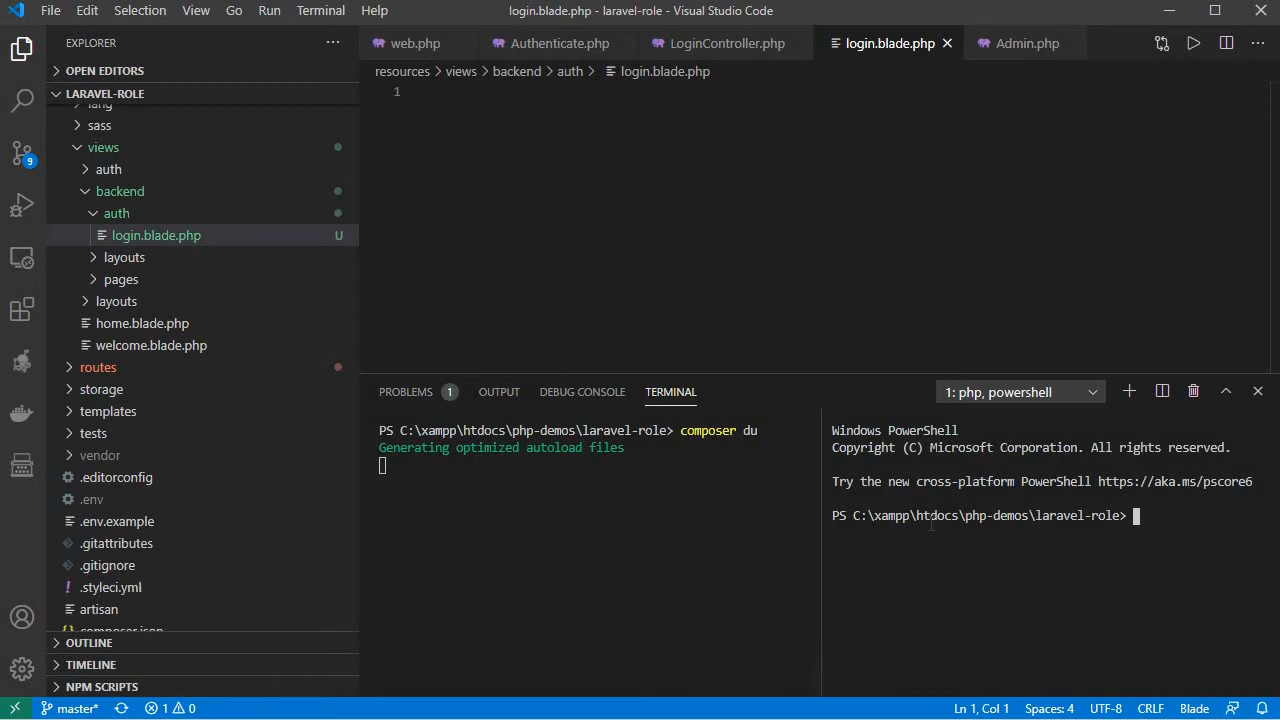 File Edit Selection View Go Run Terminal Help login.blade.php - laravel-role - Visual Studio Code
EXPLORER
web.php Authenticate.php LoginController.php login.blade.php Admin.php
OPEN EDITORS
resources > views > backend > auth > login.blade.php
LARAVEL-ROLE
1
lang
sass
views
auth
backend
auth
login.blade.php U
layouts
pages
layouts
home.blade.php
welcome.blade.php
routes
storage
templates
tests
vendor
.editorconfig
.env
.env.example
.gitattributes
.gitignore
.styleci.yml
artisan
composer.json
OUTLINE
TIMELINE
NPM SCRIPTS
9
PROBLEMS 1 OUTPUT DEBUG CONSOLE TERMINAL 1: php, powershell
PS C:\xampp\htdocs\php-demos\laravel-role> composer du
Generating optimized autoload files
Windows PowerShell
Copyright (C) Microsoft Corporation. All rights reserved.
Try the new cross-platform PowerShell https://aka.ms/pscore6
PS C:\xampp\htdocs\php-demos\laravel-role>
master* 1 0 Ln 1, Col 1 Spaces: 4 UTF-8 CRLF Blade